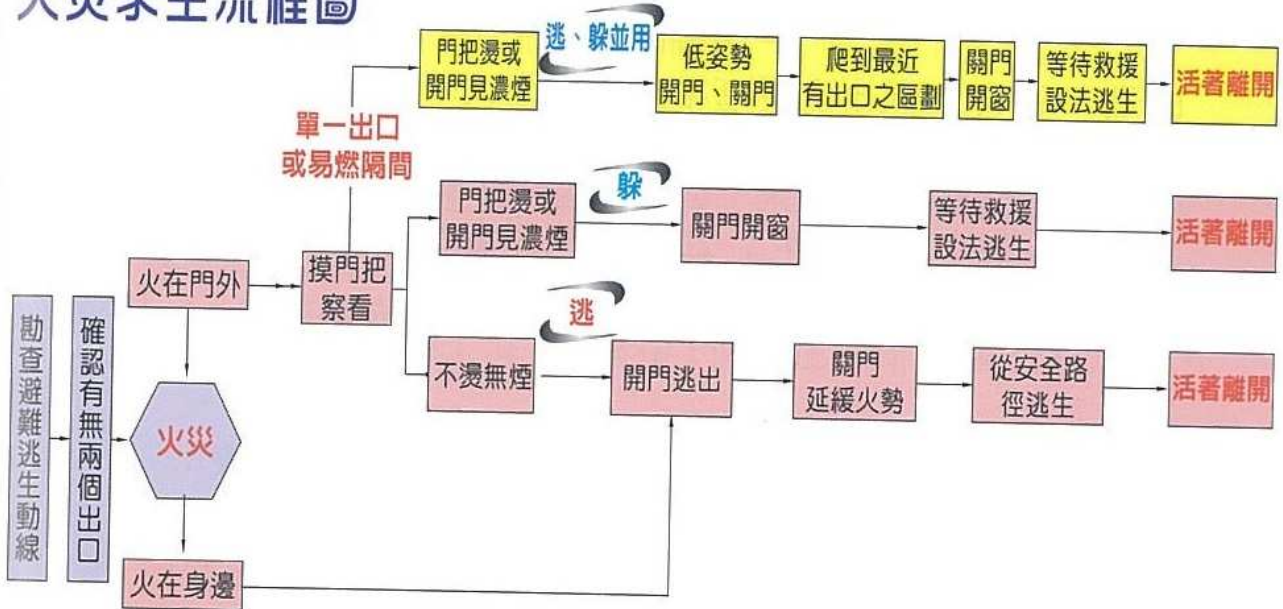 火災求生流程圖
逃、躲並用
門把燙或
開門見濃煙
低姿勢
開門、關門
爬到最近
有出口之區劃
關門
開窗
等待救援
設法逃生
活著離開
單一出口
或易燃隔間
躲
門把燙或
開門見濃煙
關門開窗
等待救援
設法逃生
活著離開
火在門外
摸門把
察看
逃
不燙無煙
開門逃出
關門
延緩火勢
從安全路
徑逃生
活著離開
勘查避難逃生動線
確認有無兩個出口
火災
火在身邊